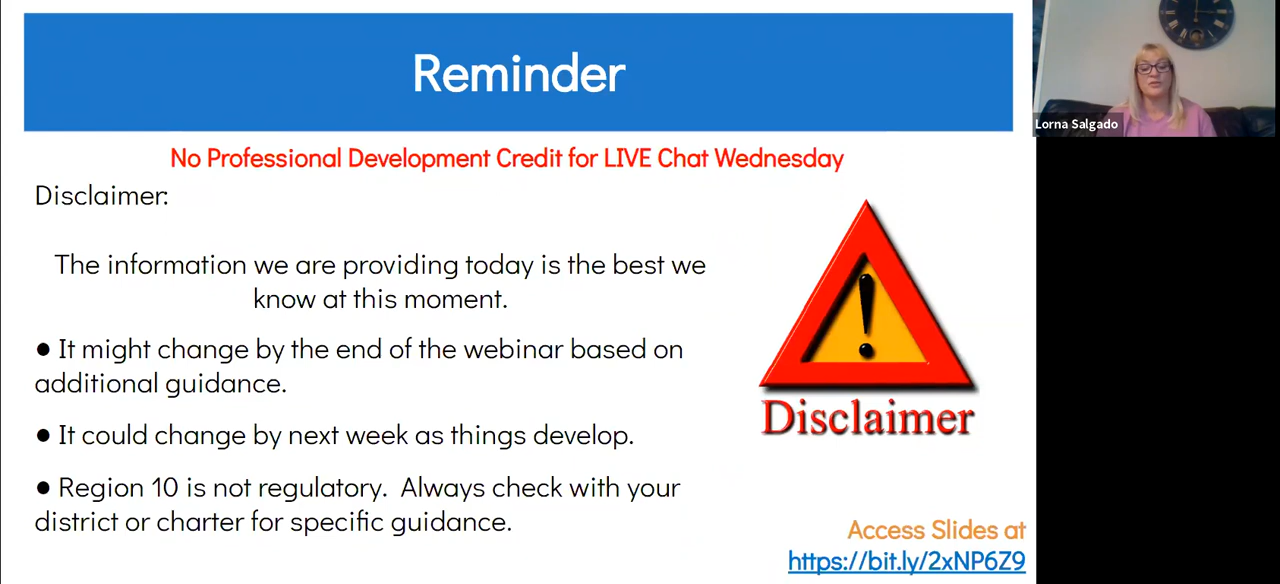 Reminder
No Professional Development Credit for LIVE Chat Wednesday
Disclaimer:
The information we are providing today is the best we
know at this moment.
● It might change by the end of the webinar based on
additional guidance.
● It could change by next week as things develop.
● Region 10 is not regulatory. Always check with your
district or charter for specific guidance.
Disclaimer
Access Slides at
https://bit.ly/2xNP6Z9
Lorna Salgado